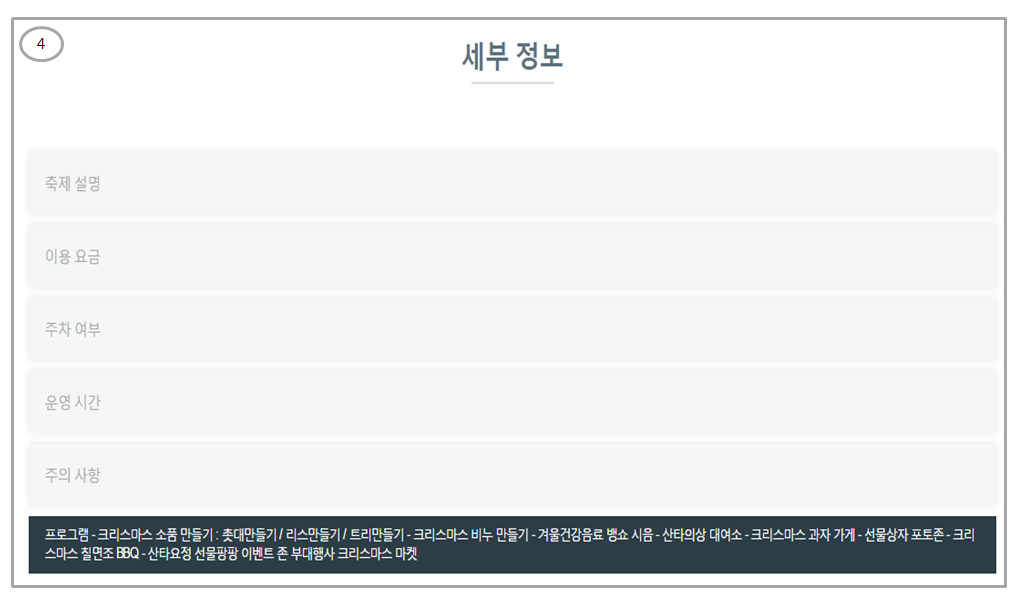 4
세부 정보
축제 설명
이용 요금
주차 여부
운영 시간
주의 사항
프로그램 - 크리스마스 소품 만들기 : 촛대만들기 / 리스만들기 / 트리만들기 - 크리스마스 비누 만들기 - 겨울건강음료 뱅쇼 시음 - 산타의상 대여소 - 크리스마스 과자 가게 - 선물상자 포토존 - 크리
스마스 칠면조 BBQ - 산타요정 선물팡팡 이벤트 존 부대행사 크리스마스 마켓